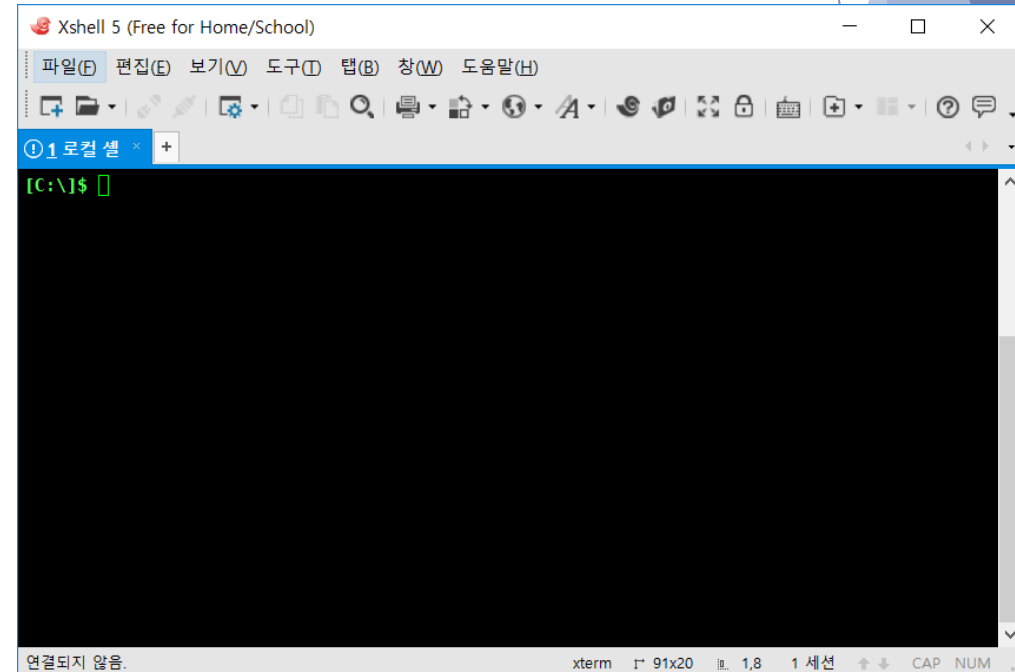 Xshell 5 (Free for Home/School)
파일(F) 편집(E) 보기(V) 도구(T) 탭(B) 창(W) 도움말(H)
1 로컬 셸 × +
[C:\]$
연결되지 않음. xterm 91x20 1,8 1 세션 CAP NUM